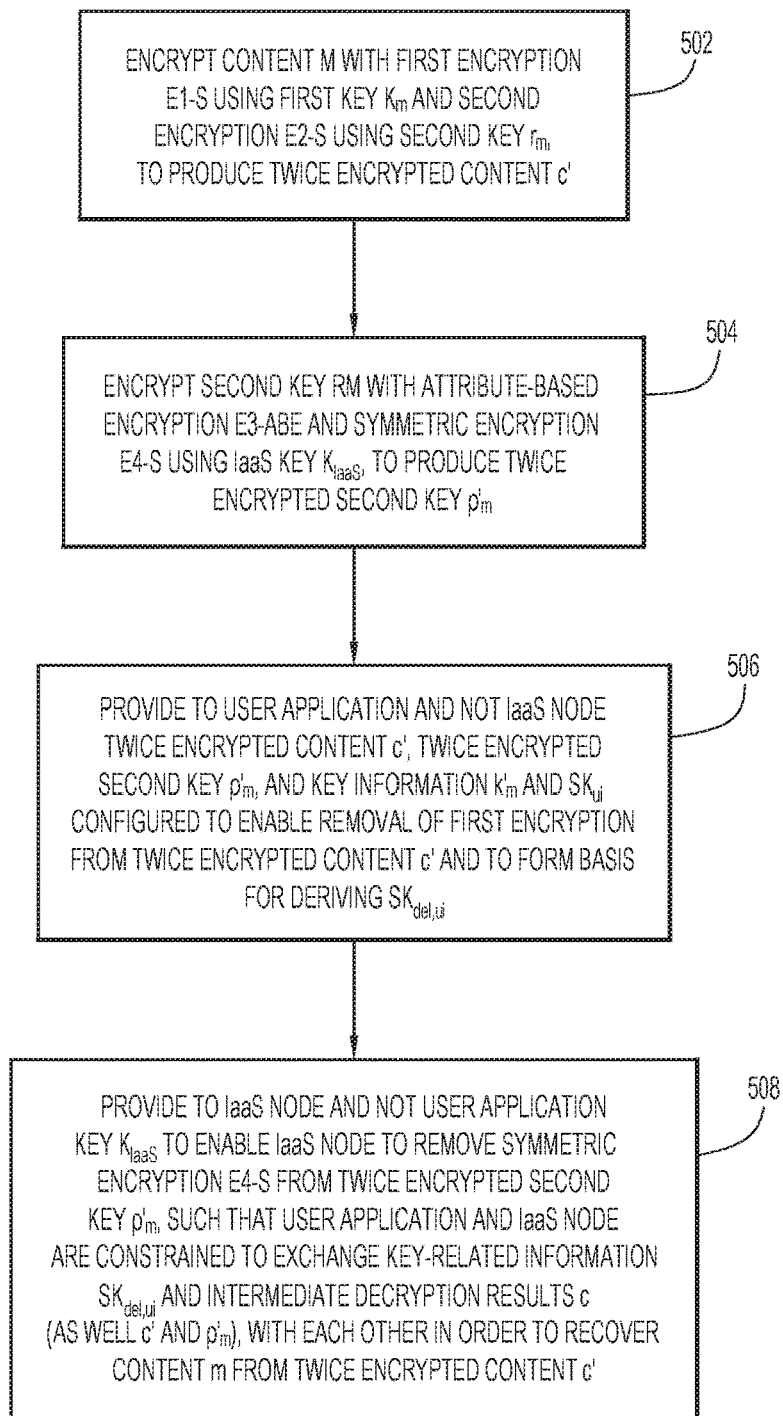 ENCRYPT CONTENT M WITH FIRST ENCRYPTION
E1-S USING FIRST KEY Km AND SECOND
ENCRYPTION E2-S USING SECOND KEY rm,
TO PRODUCE TWICE ENCRYPTED CONTENT c'
502
ENCRYPT SECOND KEY RM WITH ATTRIBUTE-BASED
ENCRYPTION E3-ABE AND SYMMETRIC ENCRYPTION
E4-S USING IaaS KEY KIaaS, TO PRODUCE TWICE
ENCRYPTED SECOND KEY ρ'm
504
PROVIDE TO USER APPLICATION AND NOT IaaS NODE
TWICE ENCRYPTED CONTENT c', TWICE ENCRYPTED
SECOND KEY ρ'm, AND KEY INFORMATION k'm AND SKui
CONFIGURED TO ENABLE REMOVAL OF FIRST ENCRYPTION
FROM TWICE ENCRYPTED CONTENT c' AND TO FORM BASIS
FOR DERIVING SKdel,ui
506
PROVIDE TO IaaS NODE AND NOT USER APPLICATION
KEY KIaaS TO ENABLE IaaS NODE TO REMOVE SYMMETRIC
ENCRYPTION E4-S FROM TWICE ENCRYPTED SECOND
KEY ρ'm, SUCH THAT USER APPLICATION AND IaaS NODE
ARE CONSTRAINED TO EXCHANGE KEY-RELATED INFORMATION
SKdel,ui AND INTERMEDIATE DECRYPTION RESULTS c
(AS WELL c' AND ρ'm), WITH EACH OTHER IN ORDER TO RECOVER
CONTENT m FROM TWICE ENCRYPTED CONTENT c'
508